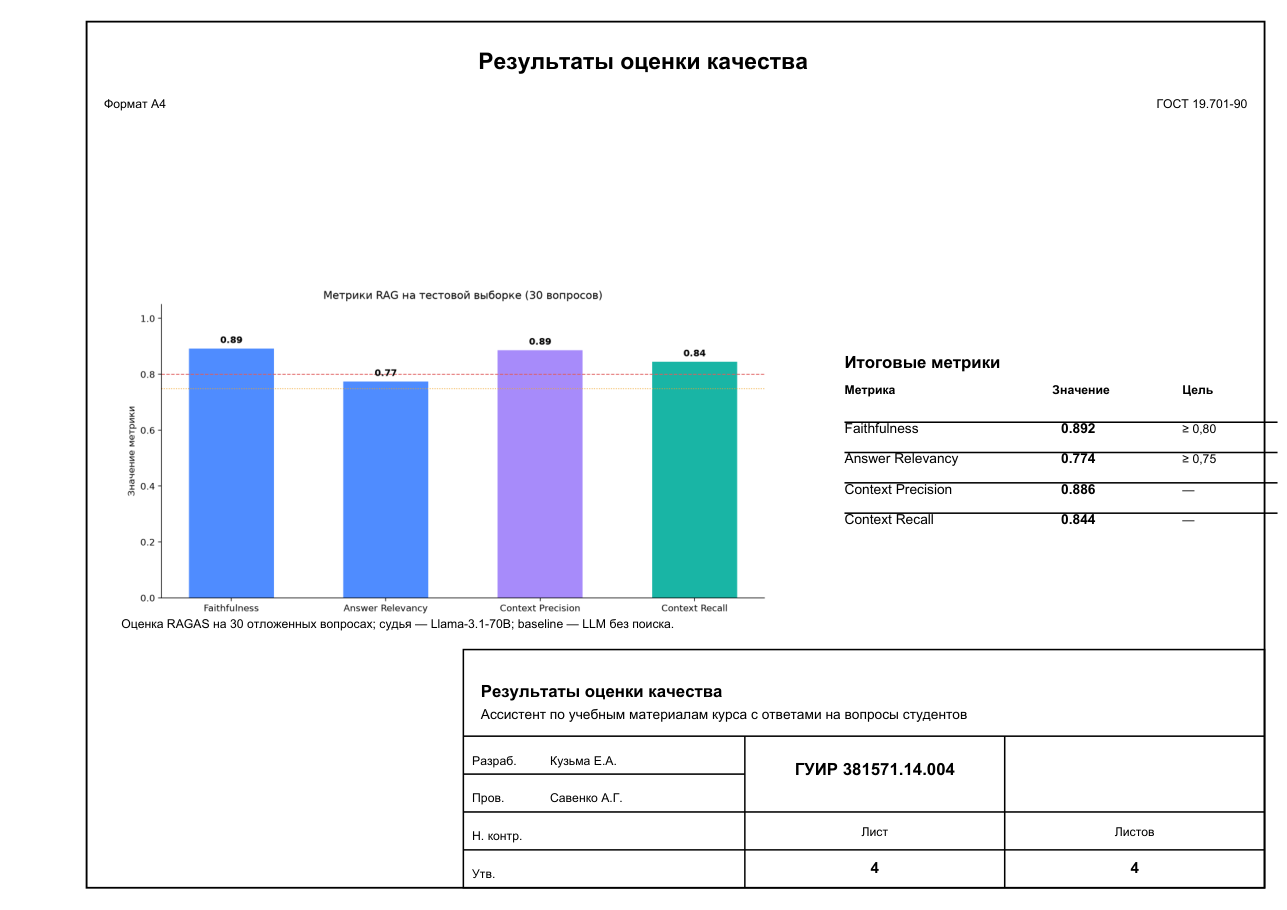 Результаты оценки качества
Формат А4
ГОСТ 19.701-90
Метрики RAG на тестовой выборке (30 вопросов)
Значение метрики
1.0
0.8
0.6
0.4
0.2
0.0
0.89
0.77
0.89
0.84
Faithfulness
Answer Relevancy
Context Precision
Context Recall
Оценка RAGAS на 30 отложенных вопросах; судья — Llama-3.1-70B; baseline — LLM без поиска.
Итоговые метрики
Метрика Значение Цель
Faithfulness 0.892 ≥ 0,80
Answer Relevancy 0.774 ≥ 0,75
Context Precision 0.886 —
Context Recall 0.844 —
Результаты оценки качества
Ассистент по учебным материалам курса с ответами на вопросы студентов
Разраб. Кузьма Е.А.
Пров. Савенко А.Г.
Н. контр.
Утв.
ГУИР 381571.14.004
Лист
Листов
4
4